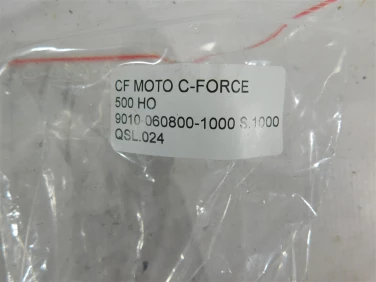 CF MOTO C-FORCE
500 HO
9010-060800-1000 S.1000
QSL.024